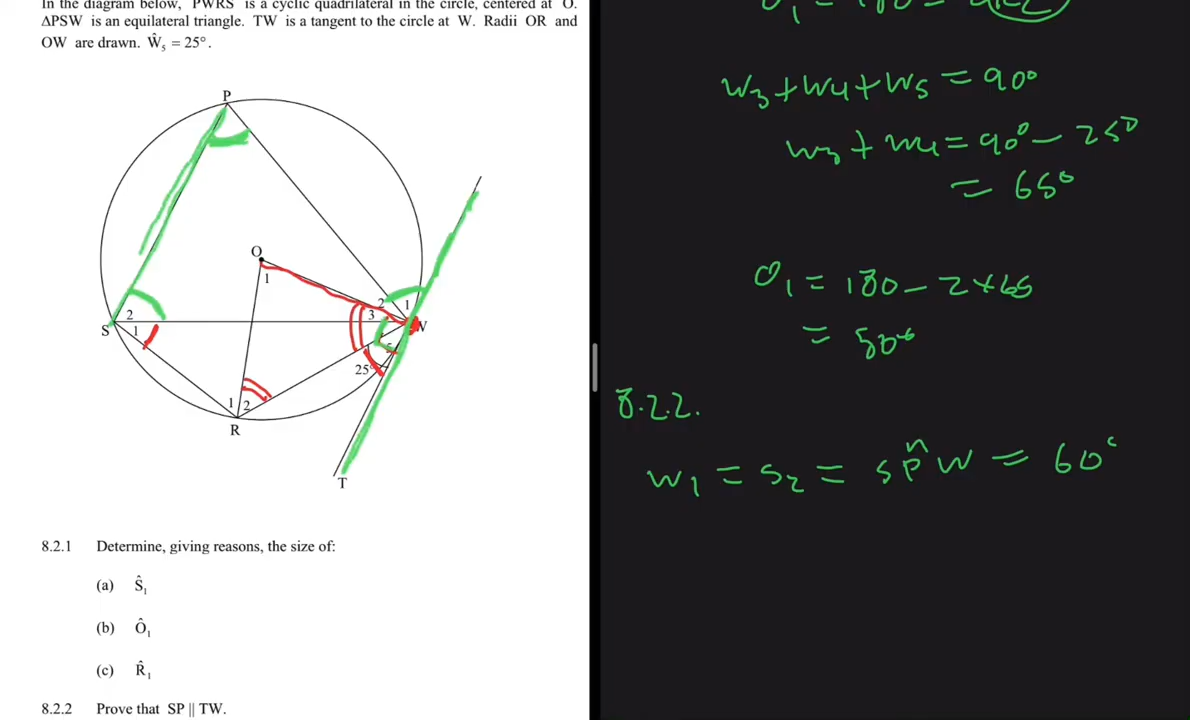 In the diagram below, PWRS is a cyclic quadrilateral in the circle, centered at O.
ΔPSW is an equilateral triangle. TW is a tangent to the circle at W. Radii OR and
OW are drawn. Ŵ₅ = 25°.
P
O
1
2 1
3
2
S
1
W
25°
1 2
R
T
8.2.1 Determine, giving reasons, the size of:
(a) Ŝ₁
(b) Ô₁
(c) R̂₁
8.2.2 Prove that SP || TW.
W₃ + W₄ + W₅ = 90°
W₃ + W₄ = 90° - 25°
= 65°
O₁ = 180 - 2 × 65
= 50°
8.2.2.
W₁ = S₂ = SP̂W = 60°